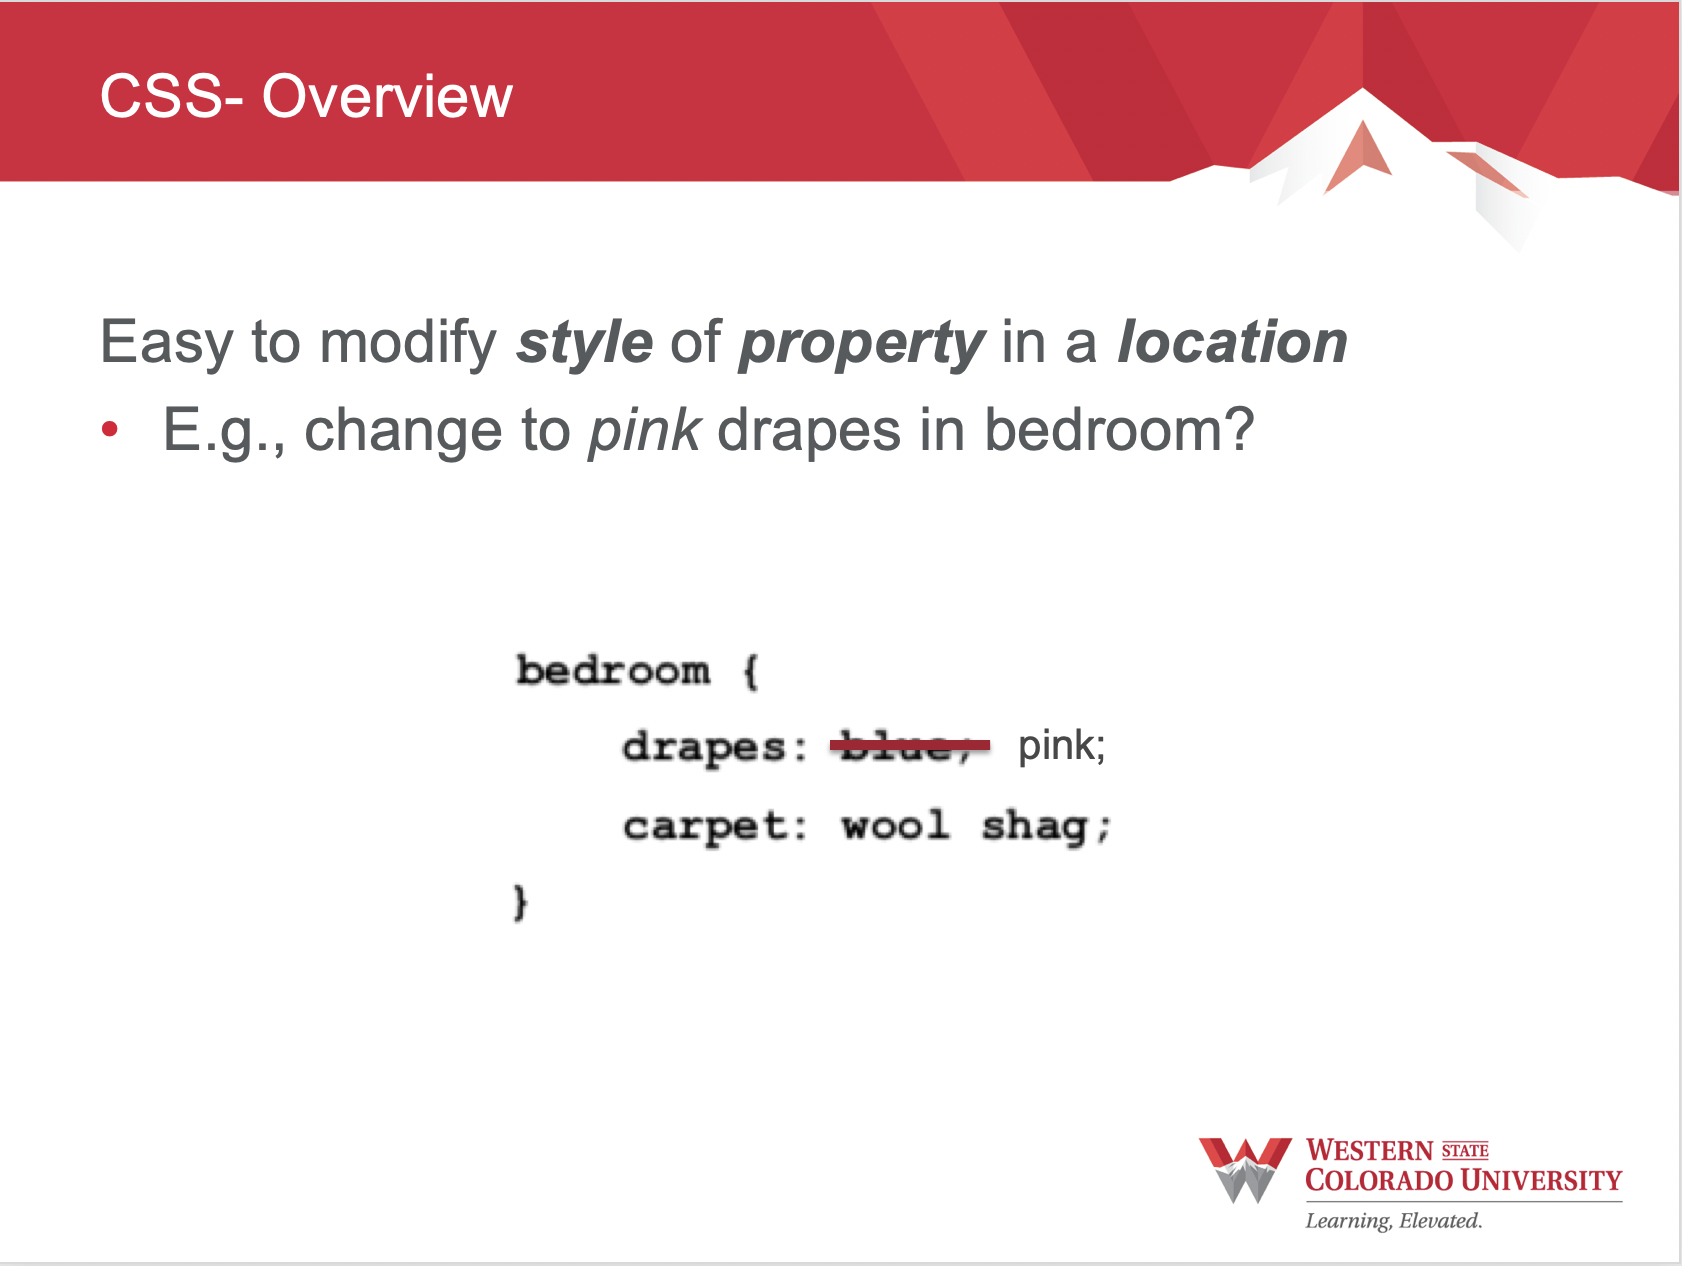 CSS- Overview
Easy to modify style of property in a location
• E.g., change to pink drapes in bedroom?
bedroom {
drapes: blue; pink;
carpet: wool shag;
}
WESTERN STATE
COLORADO UNIVERSITY
Learning, Elevated.